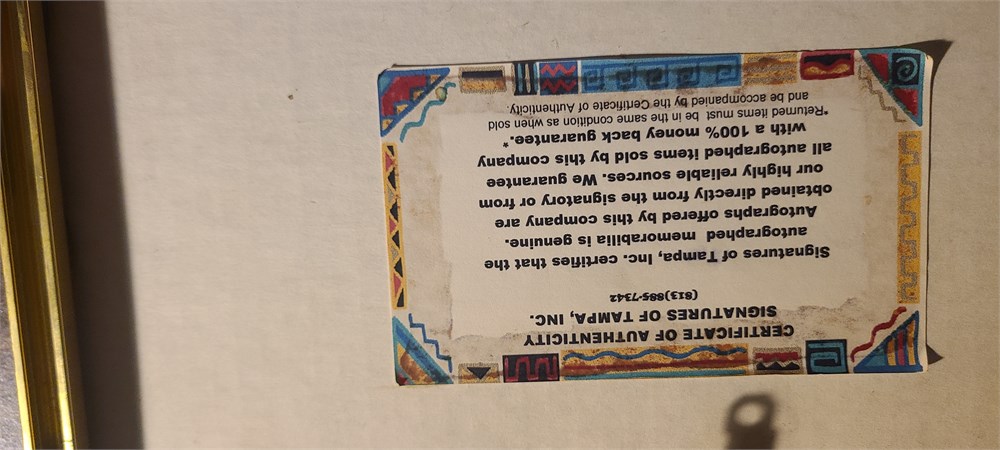 CERTIFICATE OF AUTHENTICITY
SIGNATURES OF TAMPA, INC.
(813)885-7342
Signatures of Tampa, Inc. certifies that the
autographed memorabilia is genuine.
Autographs offered by this company are
obtained directly from the signatory or from
our highly reliable sources. We guarantee
all autographed items sold by this company
with a 100% money back guarantee.*
*Returned items must be in the same condition as when sold
and be accompanied by the Certificate of Authenticity.